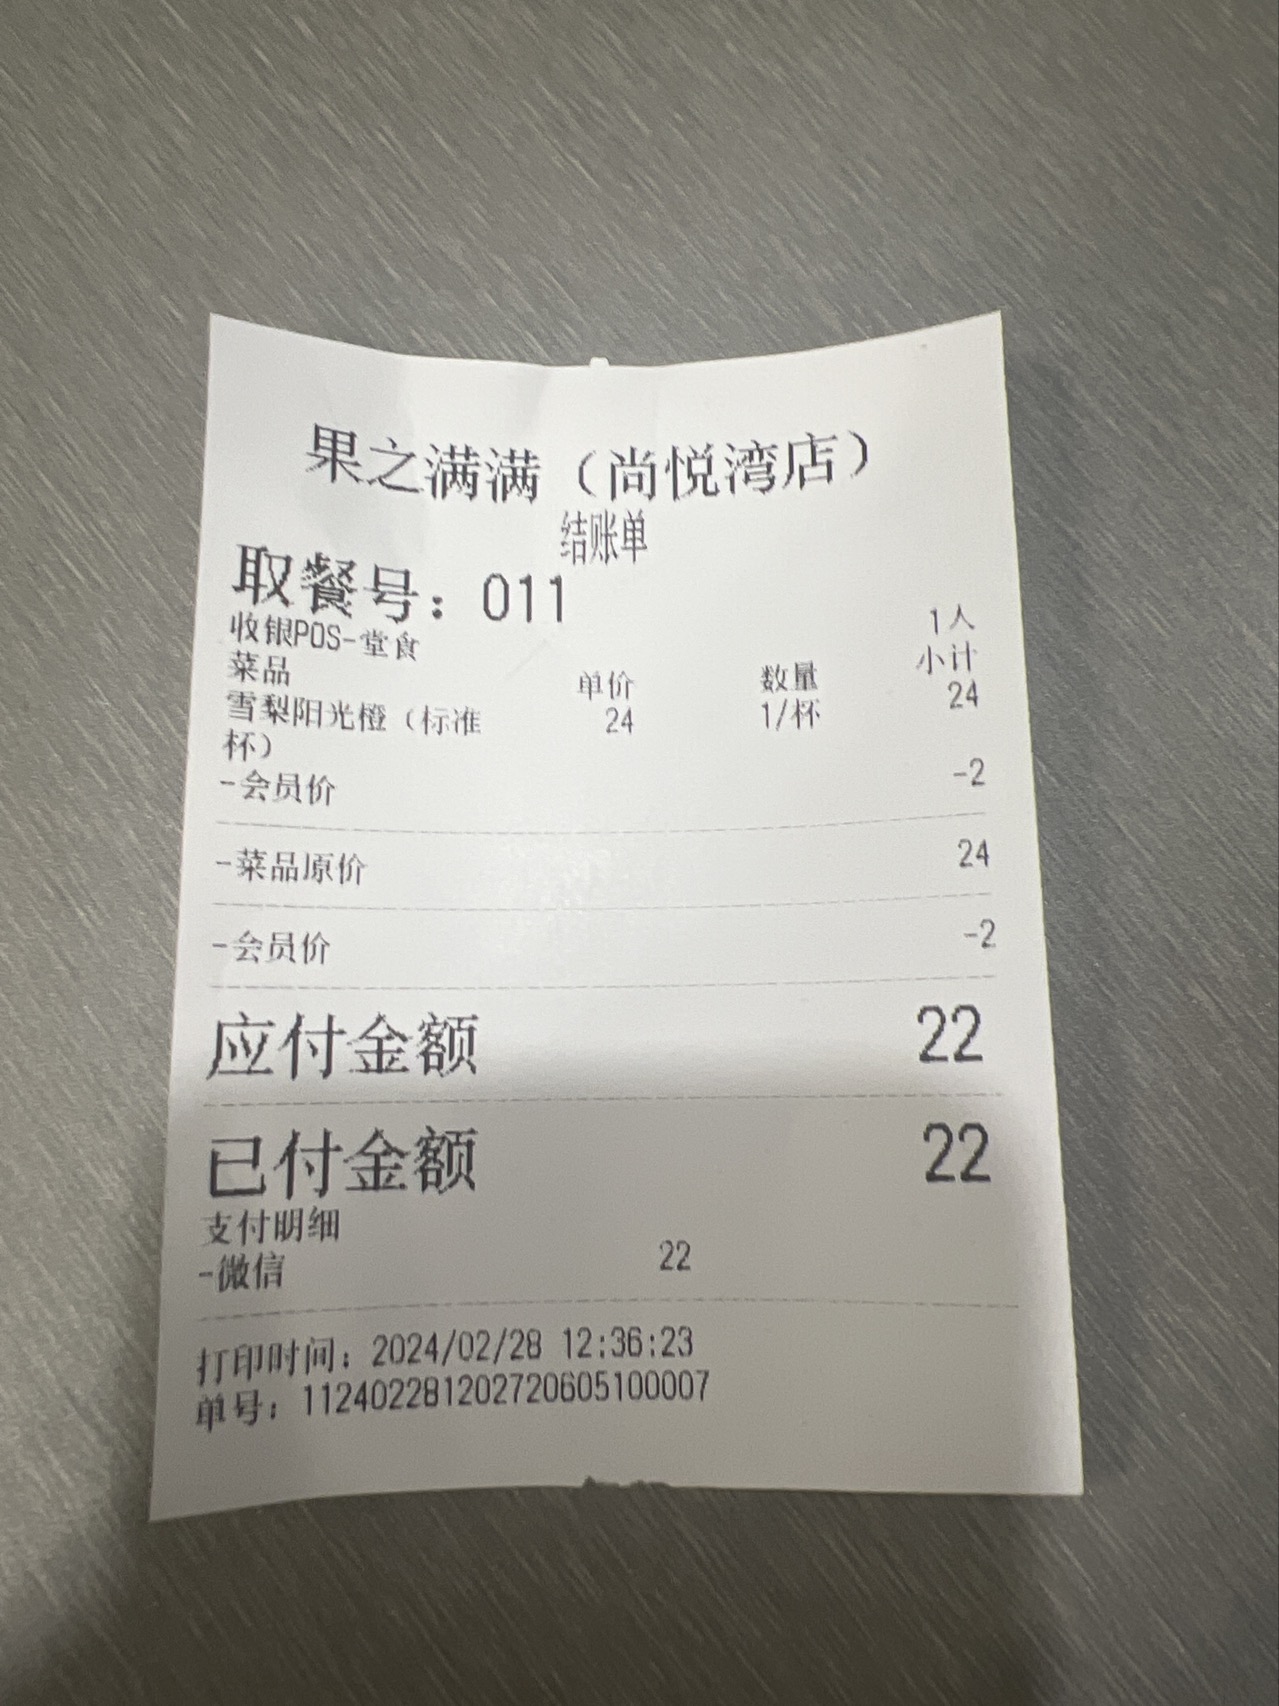 果之满满（尚悦湾店）
结账单
取餐号：011
收银POS-堂食 1人
菜品 单价 数量 小计
雪梨阳光橙（标准 24 1/杯 24
杯）
-会员价 -2
-菜品原价 24
-会员价 -2
应付金额 22
已付金额 22
支付明细
-微信 22
打印时间：2024/02/28 12:36:23
单号：112402281202720605100007